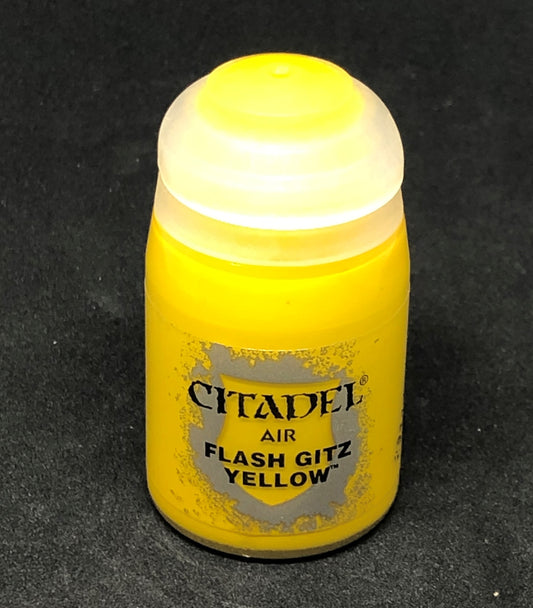 CITADEL®
AIR
FLASH GITZ
YELLOW™